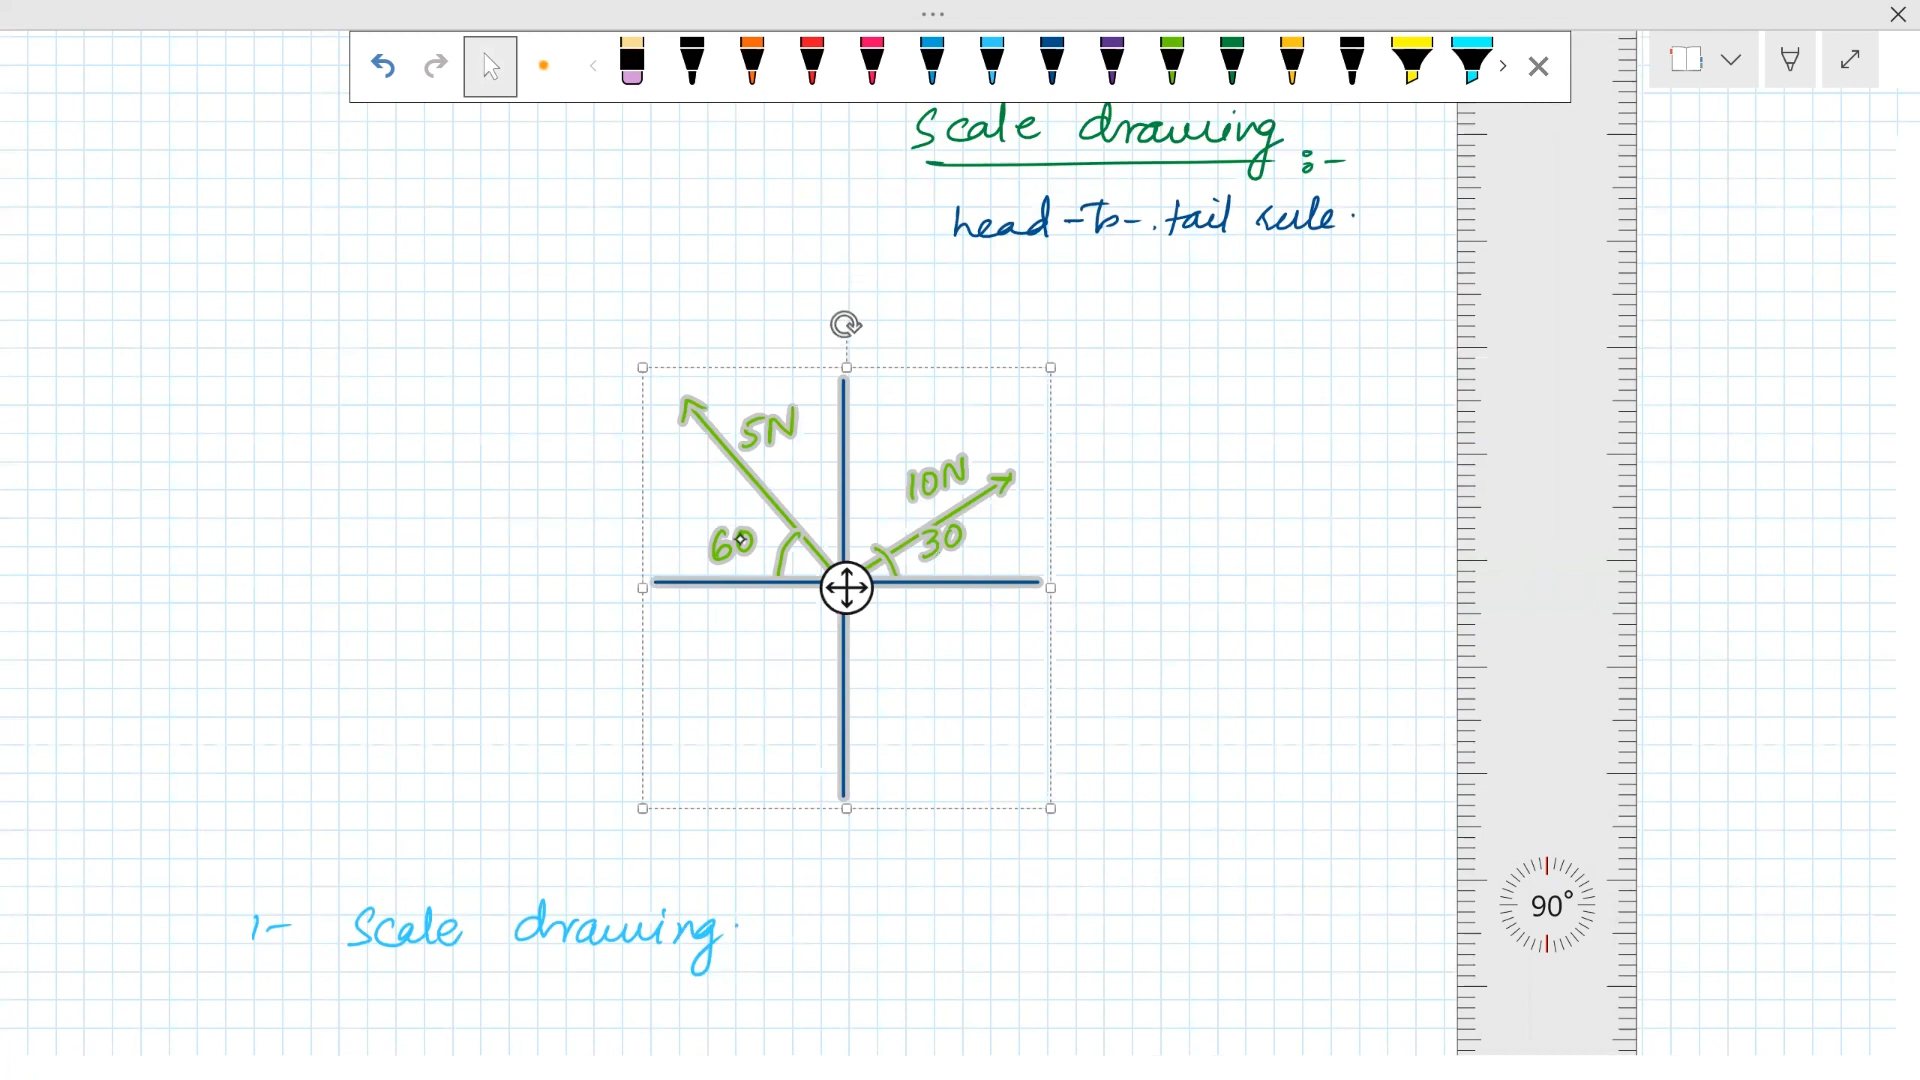 Scale drawing :-
head-to-.tail rule.
5N
10N
60
30
1- Scale drawing.
90°